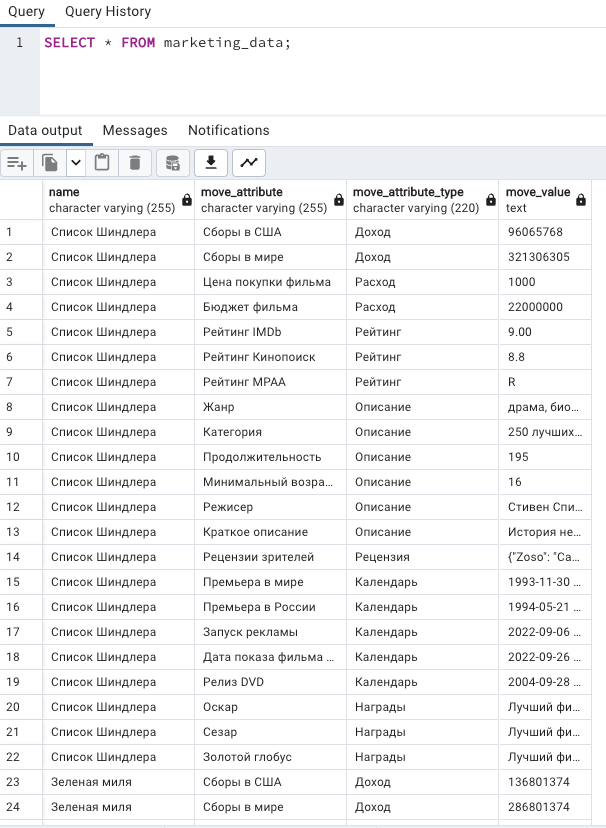 Query Query History
1 SELECT * FROM marketing_data;
Data output Messages Notifications
name move_attribute move_attribute_type move_value
character varying (255) character varying (255) character varying (220) text
1 Список Шиндлера Сборы в США Доход 96065768
2 Список Шиндлера Сборы в мире Доход 321306305
3 Список Шиндлера Цена покупки фильма Расход 1000
4 Список Шиндлера Бюджет фильма Расход 22000000
5 Список Шиндлера Рейтинг IMDb Рейтинг 9.00
6 Список Шиндлера Рейтинг Кинопоиск Рейтинг 8.8
7 Список Шиндлера Рейтинг MPAA Рейтинг R
8 Список Шиндлера Жанр Описание драма, био...
9 Список Шиндлера Категория Описание 250 лучших...
10 Список Шиндлера Продолжительность Описание 195
11 Список Шиндлера Минимальный возра... Описание 16
12 Список Шиндлера Режисер Описание Стивен Спи...
13 Список Шиндлера Краткое описание Описание История не...
14 Список Шиндлера Рецензии зрителей Рецензия {"Zoso": "Са...
15 Список Шиндлера Премьера в мире Календарь 1993-11-30 ...
16 Список Шиндлера Премьера в России Календарь 1994-05-21 ...
17 Список Шиндлера Запуск рекламы Календарь 2022-09-06 ...
18 Список Шиндлера Дата показа фильма ... Календарь 2022-09-26 ...
19 Список Шиндлера Релиз DVD Календарь 2004-09-28 ...
20 Список Шиндлера Оскар Награды Лучший фи...
21 Список Шиндлера Сезар Награды Лучший фи...
22 Список Шиндлера Золотой глобус Награды Лучший фи...
23 Зеленая миля Сборы в США Доход 136801374
24 Зеленая миля Сборы в мире Доход 286801374